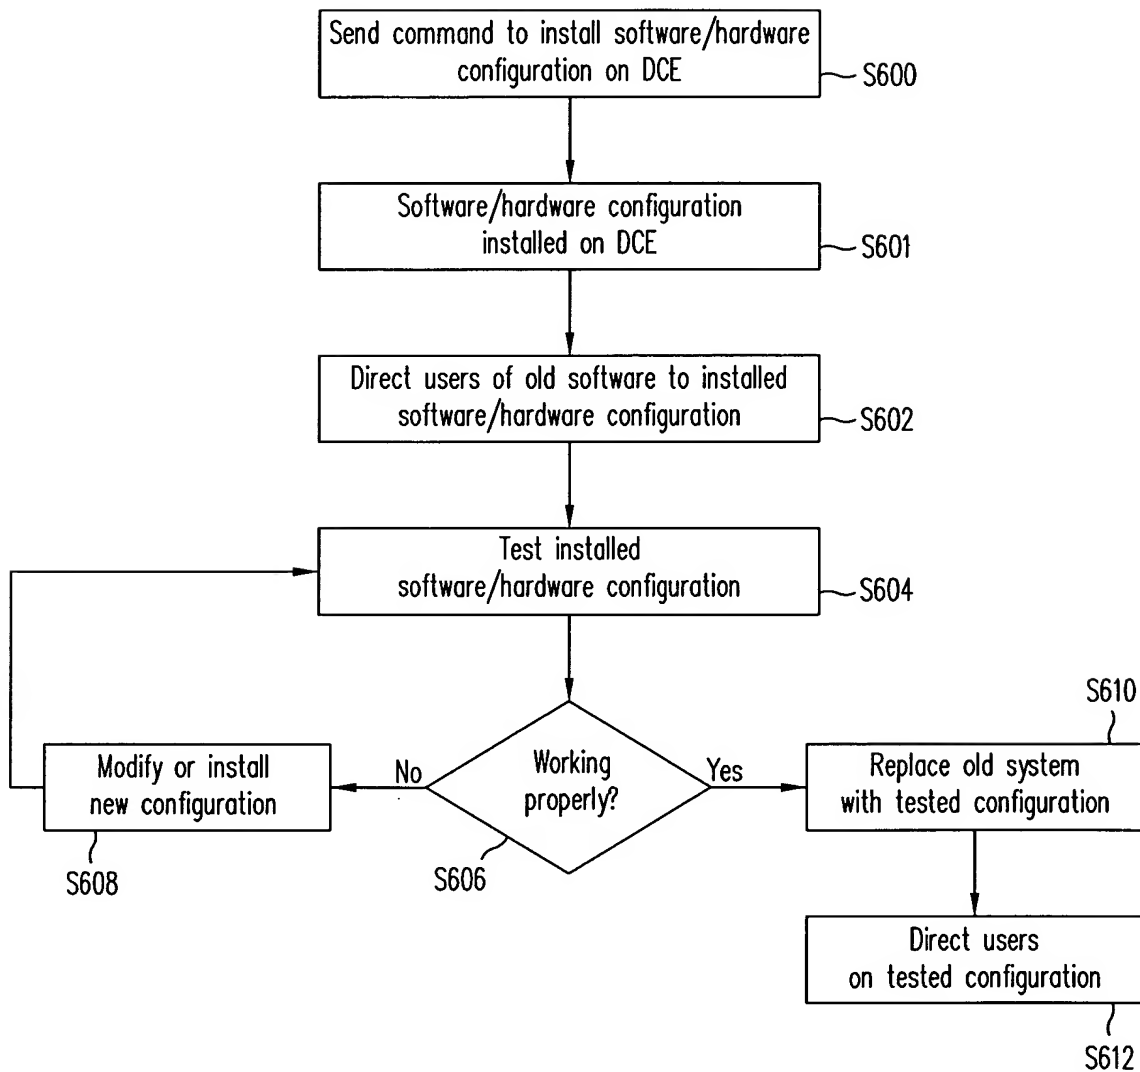 Send command to install software/hardware
configuration on DCE
S600
Software/hardware configuration
installed on DCE
S601
Direct users of old software to installed
software/hardware configuration
S602
Test installed
software/hardware configuration
S604
Working
properly?
No
Yes
S606
Modify or install
new configuration
S608
S610
Replace old system
with tested configuration
Direct users
on tested configuration
S612